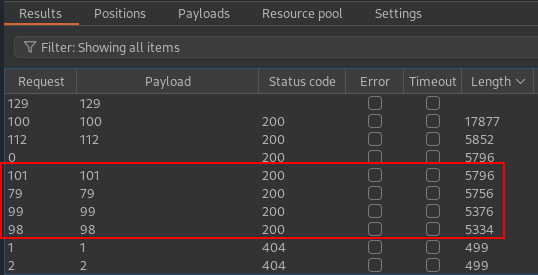 Results Positions Payloads Resource pool Settings
Filter: Showing all items
Request Payload Status code Error Timeout Length
129 129
100 100 200 17877
112 112 200 5852
0 200 5796
101 101 200 5796
79 79 200 5756
99 99 200 5376
98 98 200 5334
1 1 404 499
2 2 404 499